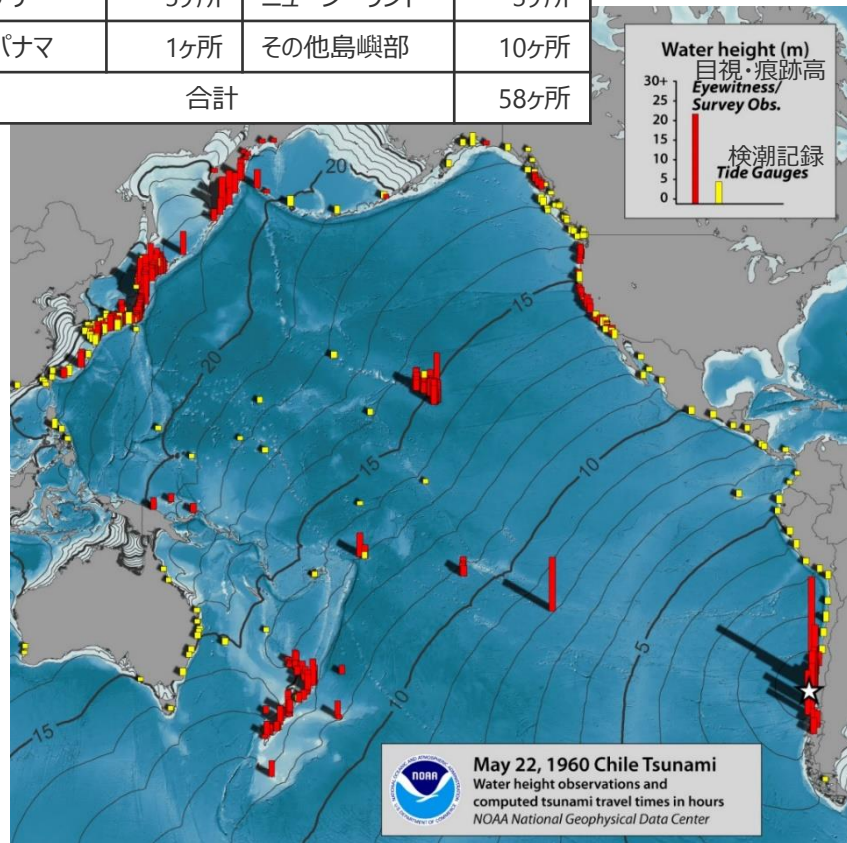 パナマ 1ヶ所 その他島嶼部 10ヶ所
合計 58ヶ所
Water height (m)
目視・痕跡高
30+ Eyewitness/
25 Survey Obs.
20
15
10 検潮記録
5 Tide Gauges
0
20
15
20
15
10
5
10
15
NOAA
May 22, 1960 Chile Tsunami
Water height observations and
computed tsunami travel times in hours
NOAA National Geophysical Data Center